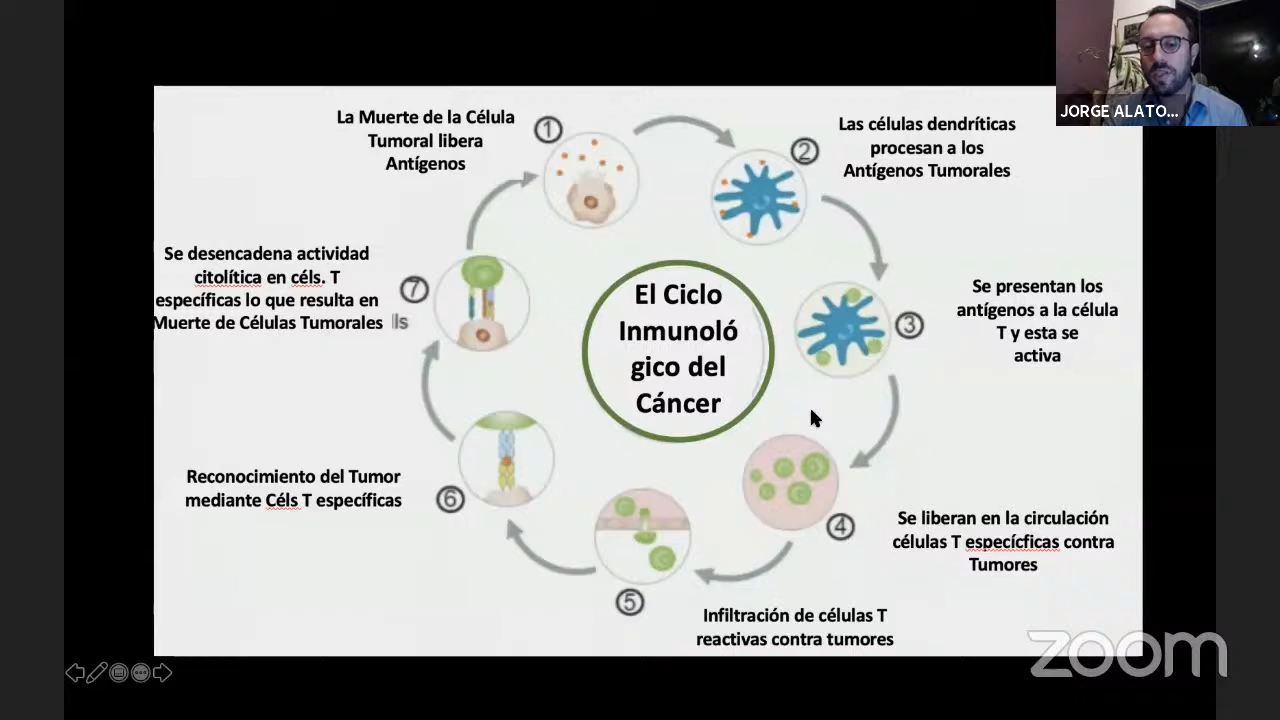 JORGE ALATO...
La Muerte de la Célula
Tumoral libera
Antígenos
1
2
Las células dendríticas
procesan a los
Antígenos Tumorales
Se presentan los
antígenos a la célula
T y esta se
activa
3
Se liberan en la circulación
células T especícficas contra
Tumores
4
Infiltración de células T
reactivas contra tumores
5
Reconocimiento del Tumor
mediante Céls T específicas
6
Se desencadena actividad
citolítica en céls. T
específicas lo que resulta en
Muerte de Células Tumorales lls
7
El Ciclo
Inmunoló
gico del
Cáncer
zoom